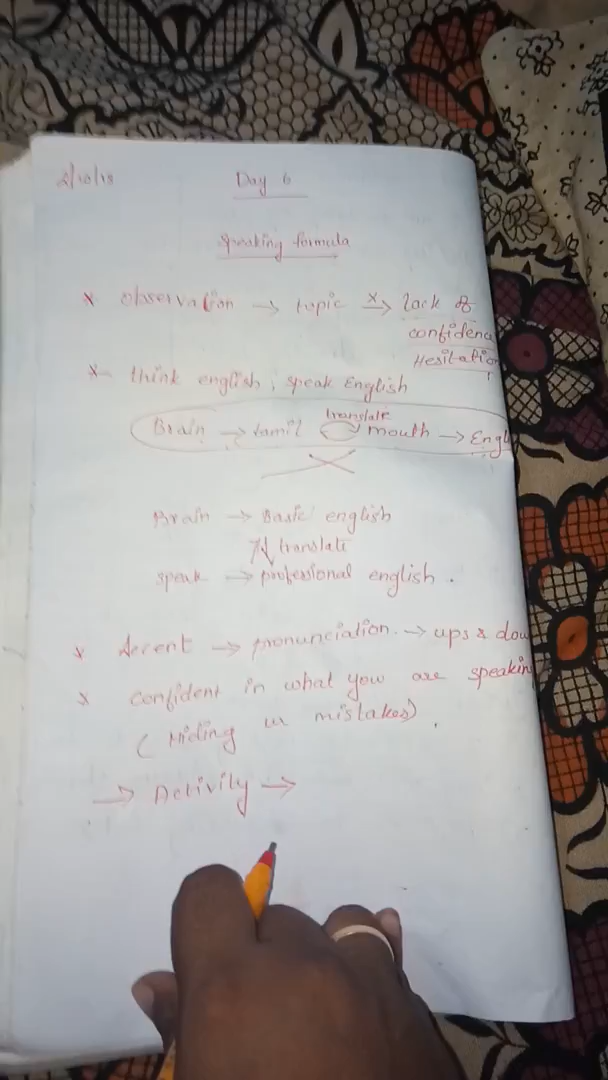 Day 6
Speaking formula
* Observation → topic x→ lack of
confidenc
Hesitation
* think english, speak English
translate
Brain → tamil mouth → Engl
Brain → Basic english
translate
speak → professional english.
* Accent → pronunciation. → ups & dow
* confident in what you are speakin
(Hiding ur mistakes).
→ Activity →